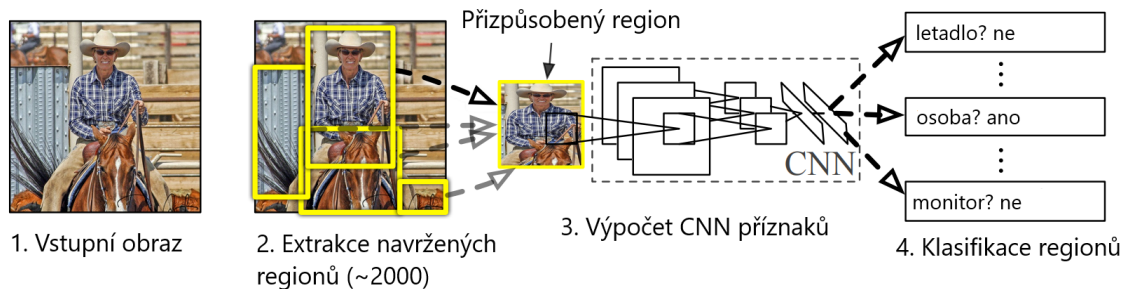 Přizpůsobený region
1. Vstupní obraz
2. Extrakce navržených
regionů (~2000)
CNN
3. Výpočet CNN příznaků
letadlo? ne
osoba? ano
monitor? ne
4. Klasifikace regionů